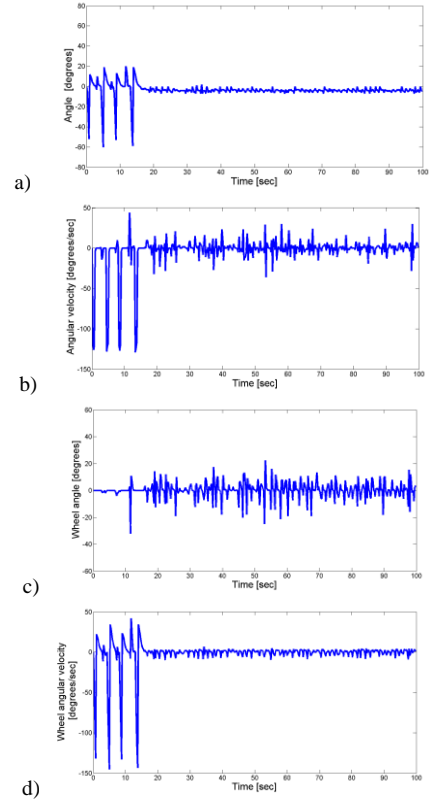 80
60
40
20
0
-20
-40
-60
-80
0 10 20 30 40 50 60 70 80 90 100
Angle [degrees]
Time [sec]
a)
50
0
-50
-100
-150
0 10 20 30 40 50 60 70 80 90 100
Angular velocity [degrees/sec]
Time [sec]
b)
60
40
20
0
-20
-40
-60
0 10 20 30 40 50 60 70 80 90 100
Wheel angle [degrees]
Time [sec]
c)
50
0
-50
-100
-150
0 10 20 30 40 50 60 70 80 90 100
Wheel angular velocity
[degrees/sec]
Time [sec]
d)